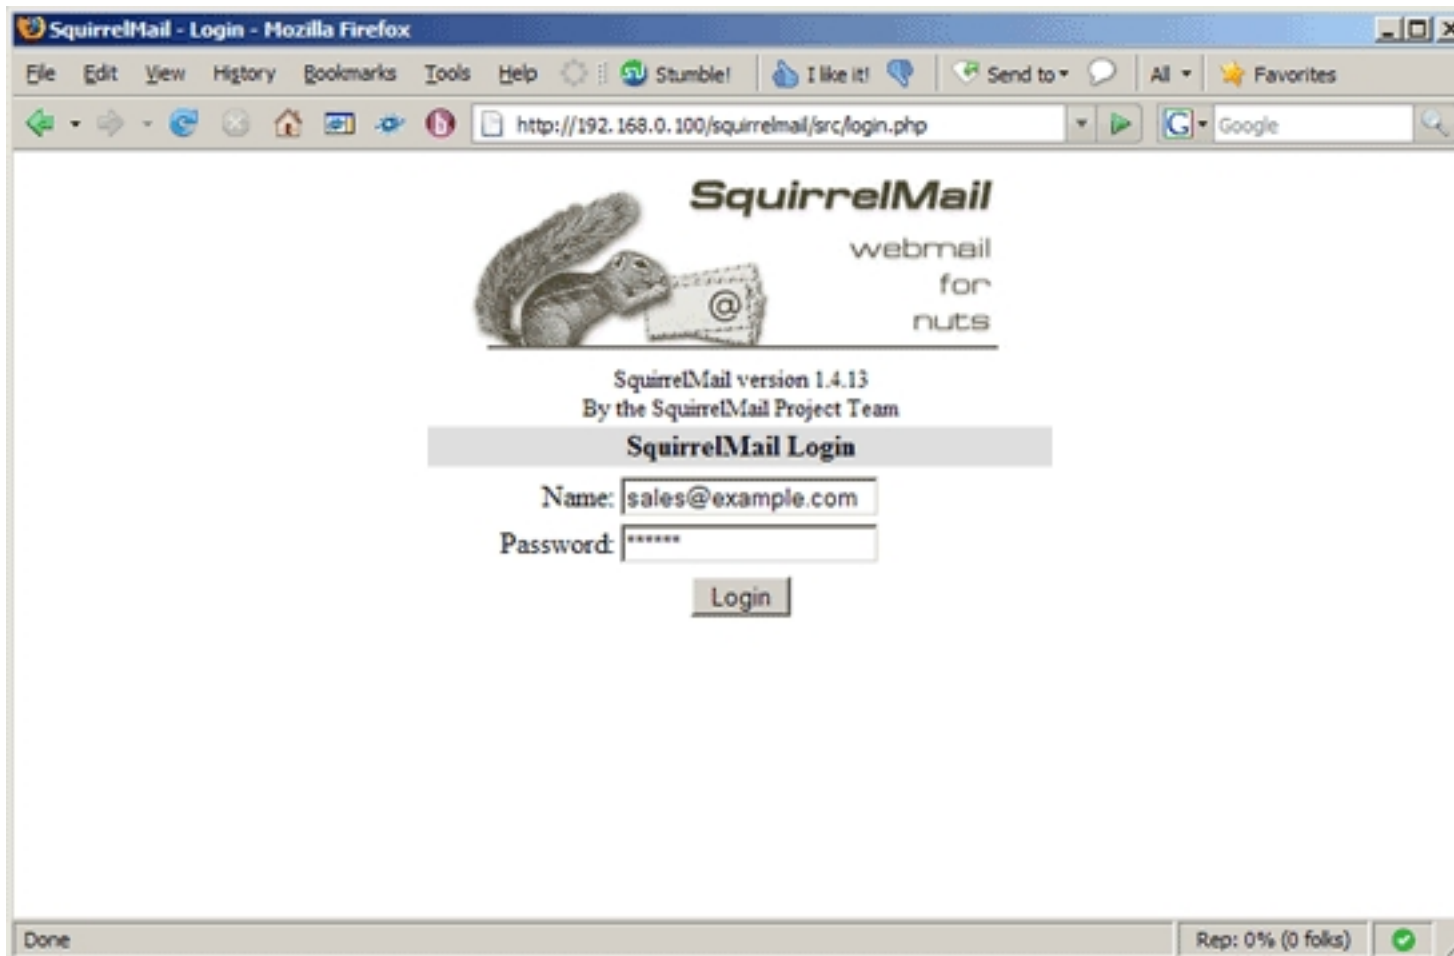 SquirrelMail - Login - Mozilla Firefox
File Edit View History Bookmarks Tools Help Stumble! I like it! Send to All Favorites
http://192.168.0.100/squirrelmail/src/login.php G Google
SquirrelMail
webmail
for
nuts
@
SquirrelMail version 1.4.13
By the SquirrelMail Project Team
SquirrelMail Login
Name: sales@example.com
Password: ******
Login
Done Rep: 0% (0 folks)